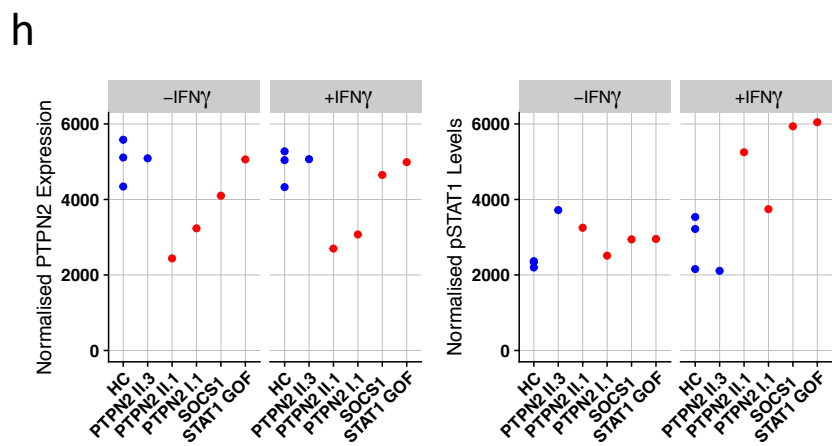 h
−IFNγ
+IFNγ
Normalised PTPN2 Expression
6000
4000
2000
0
HC
PTPN2 II.3
PTPN2 II.1
PTPN2 I.1
SOCS1
STAT1 GOF
HC
PTPN2 II.3
PTPN2 II.1
PTPN2 I.1
SOCS1
STAT1 GOF
−IFNγ
+IFNγ
Normalised pSTAT1 Levels
6000
4000
2000
0
HC
PTPN2 II.3
PTPN2 II.1
PTPN2 I.1
SOCS1
STAT1 GOF
HC
PTPN2 II.3
PTPN2 II.1
PTPN2 I.1
SOCS1
STAT1 GOF